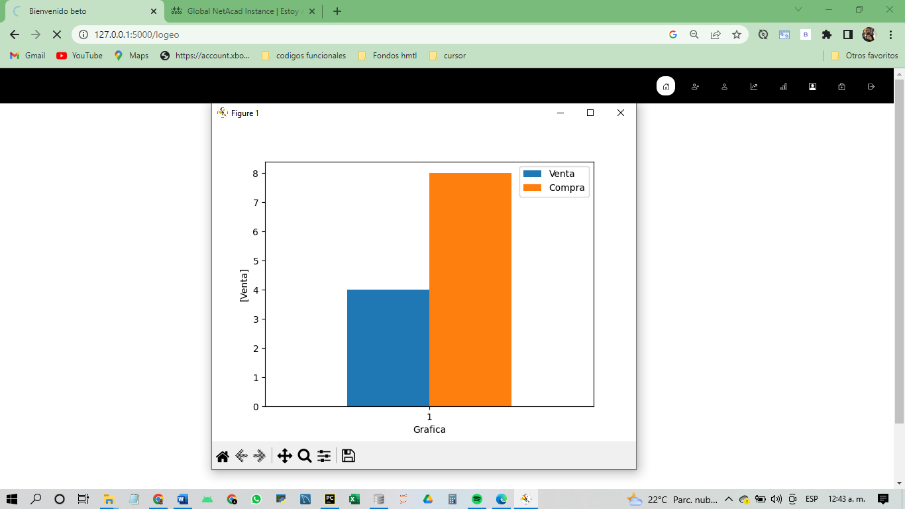 Bienvenido beto
Global NetAcad Instance | Estoy
127.0.0.1:5000/logeo
Gmail
YouTube
Maps
https://account.xbo...
codigos funcionales
Fondos hmtl
cursor
Otros favoritos
Figure 1
8
7
6
5
4
3
2
1
0
[Venta]
Venta
Compra
1
Grafica
22°C Parc. nub...
ESP
12:43 a. m.